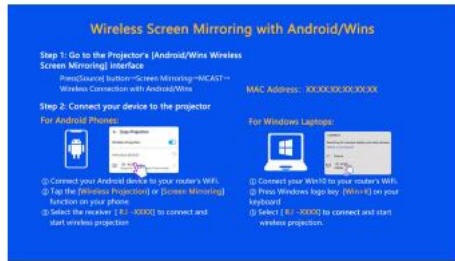 Wireless Screen Mirroring with Android/Wins
Step 1: Go to the Projector's [Android/Wins Wireless
Screen Mirroring] interface
Press[Source] button→Screen Mirroring→MCAST→
Wireless Connection with Android/Wins
MAC Address: XX:XX:XX:XX:XX:XX
Step 2: Connect your device to the projector
For Android Phones:
① Connect your Android device to your router's WiFi.
② Tap the [Wireless Projection] or [Screen Mirroring]
function on your phone
③ Select the receiver [ RJ -XXXX] to connect and
start wireless projection
For Windows Laptops:
① Connect your Win10 to your router's WiFi.
② Press Windows logo key [Win+K] on your
keyboard
③ Select [ RJ -XXXX] to connect and start
wireless projection.